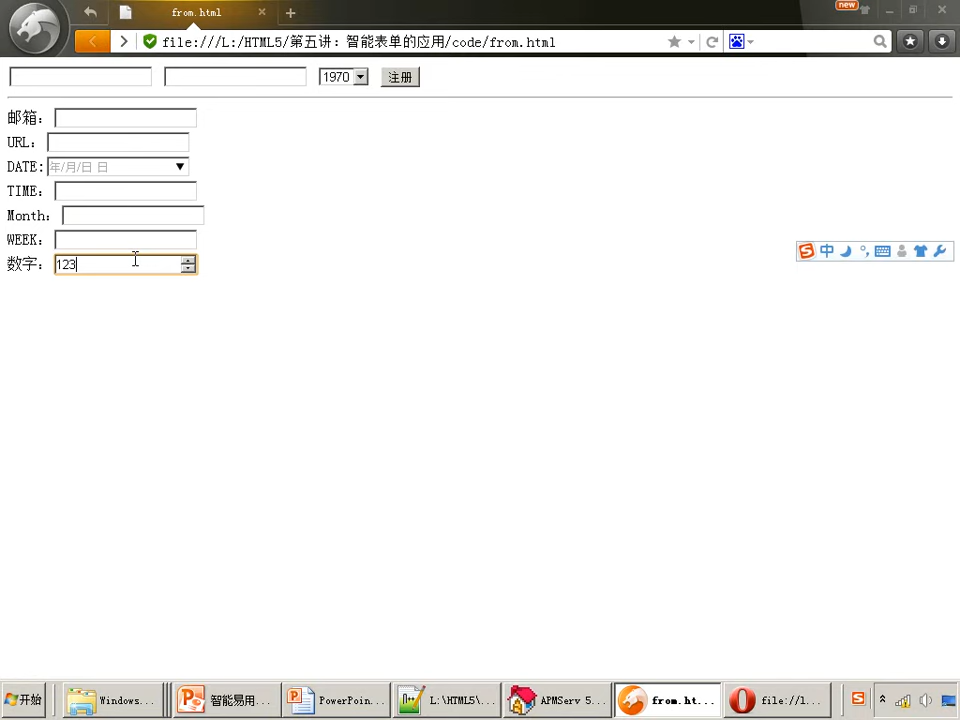 from.html
new
file:///L:/HTML5/第五讲：智能表单的应用/code/from.html
1970 注册
邮箱：
URL：
DATE: 年/月/日 日
TIME：
Month：
WEEK：
数字： 123
中
开始 Windows... 智能易用... PowerPoin... L:\HTML5\... APMServ 5... from.ht... file://l...